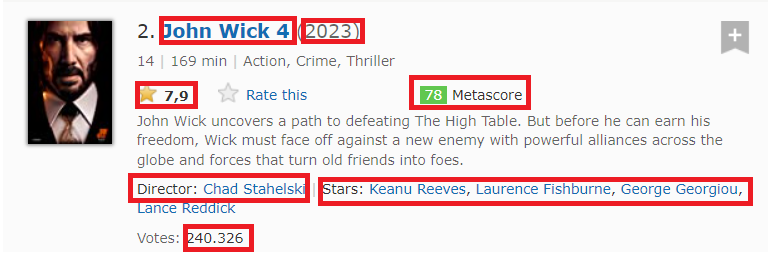 2. John Wick 4 (2023)
14 | 169 min | Action, Crime, Thriller
7,9 Rate this 78 Metascore
John Wick uncovers a path to defeating The High Table. But before he can earn his
freedom, Wick must face off against a new enemy with powerful alliances across the
globe and forces that turn old friends into foes.
Director: Chad Stahelski | Stars: Keanu Reeves, Laurence Fishburne, George Georgiou,
Lance Reddick
Votes: 240.326